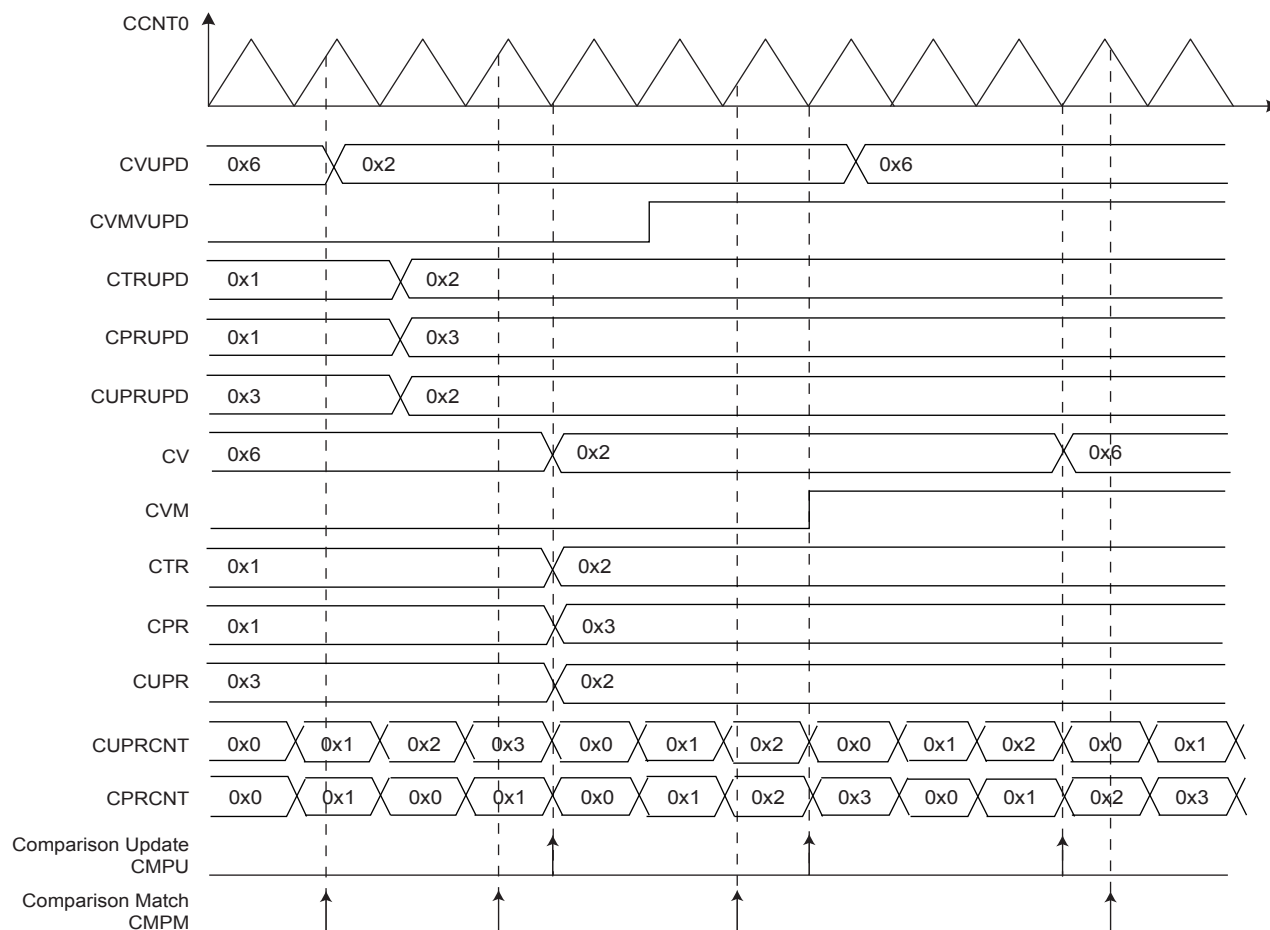 CCNT0
CVUPD 0x6 0x2 0x6
CVMVUPD
CTRUPD 0x1 0x2
CPRUPD 0x1 0x3
CUPRUPD 0x3 0x2
CV 0x6 0x2 0x6
CVM
CTR 0x1 0x2
CPR 0x1 0x3
CUPR 0x3 0x2
CUPRCNT 0x0 0x1 0x2 0x3 0x0 0x1 0x2 0x0 0x1 0x2 0x0 0x1
CPRCNT 0x0 0x1 0x0 0x1 0x0 0x1 0x2 0x3 0x0 0x1 0x2 0x3
Comparison Update
CMPU
Comparison Match
CMPM